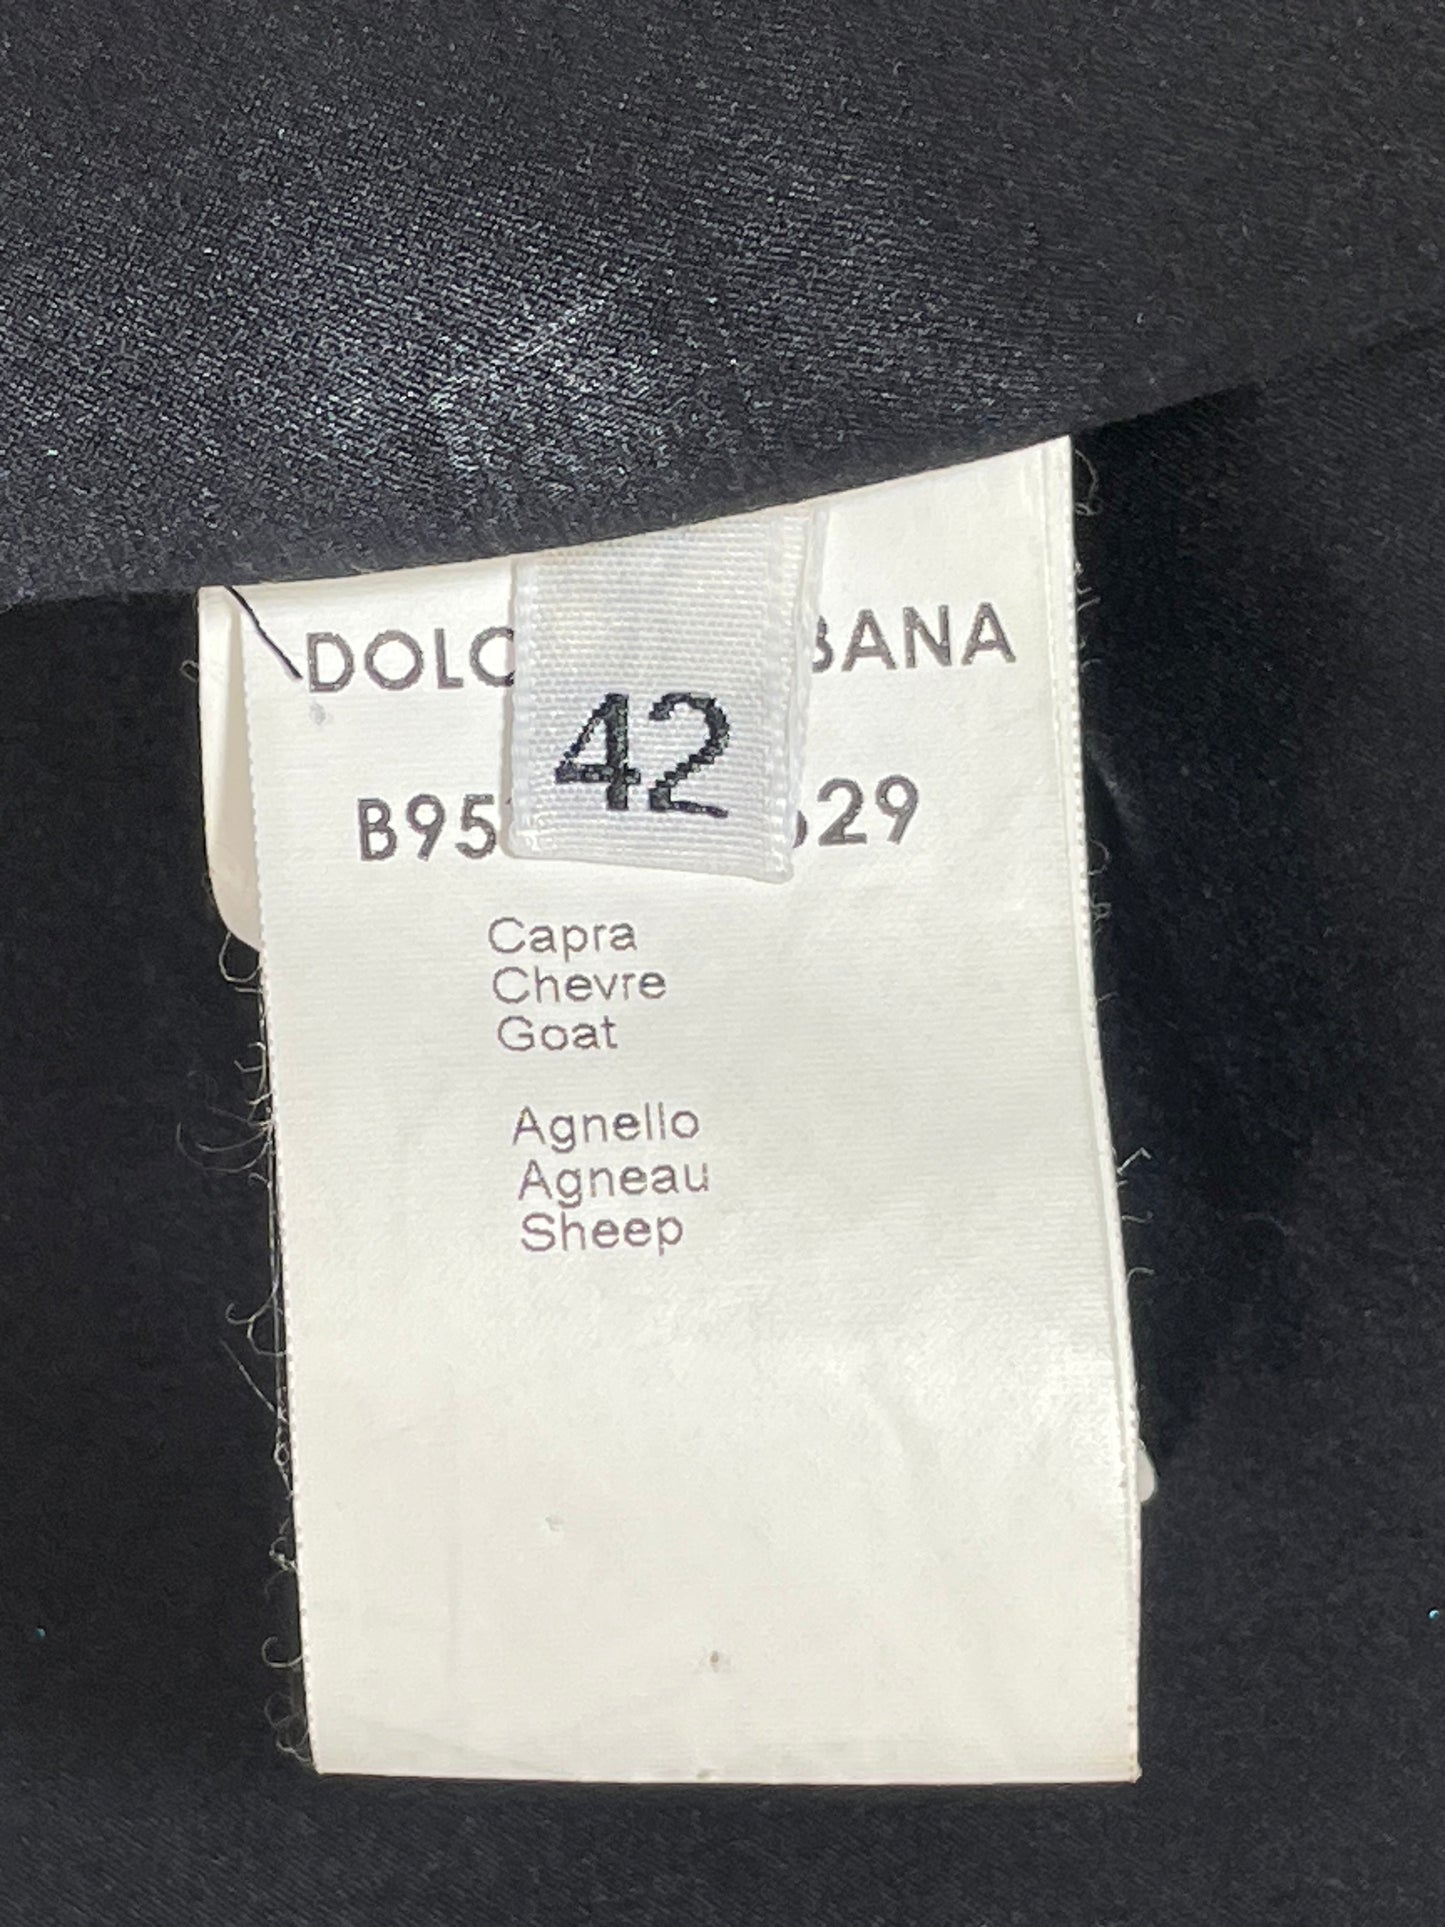 DOLC BANA
42
B95 629
Capra
Chevre
Goat
Agnello
Agneau
Sheep